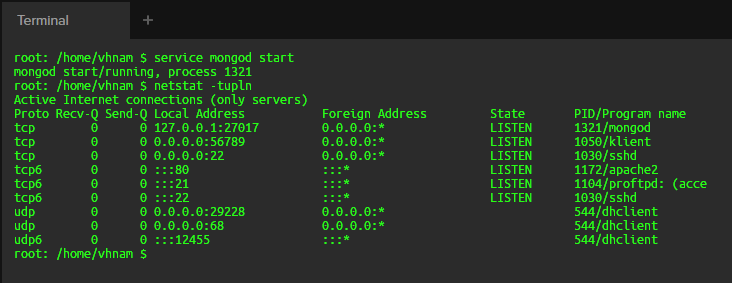 Terminal +
root: /home/vhnam $ service mongod start
mongod start/running, process 1321
root: /home/vhnam $ netstat -tupln
Active Internet connections (only servers)
Proto Recv-Q Send-Q Local Address Foreign Address State PID/Program name
tcp 0 0 127.0.0.1:27017 0.0.0.0:* LISTEN 1321/mongod
tcp 0 0 0.0.0.0:56789 0.0.0.0:* LISTEN 1050/klient
tcp 0 0 0.0.0.0:22 0.0.0.0:* LISTEN 1030/sshd
tcp6 0 0 :::80 :::* LISTEN 1172/apache2
tcp6 0 0 :::21 :::* LISTEN 1104/proftpd: (acce
tcp6 0 0 :::22 :::* LISTEN 1030/sshd
udp 0 0 0.0.0.0:29228 0.0.0.0:* 544/dhclient
udp 0 0 0.0.0.0:68 0.0.0.0:* 544/dhclient
udp6 0 0 :::12455 :::* 544/dhclient
root: /home/vhnam $